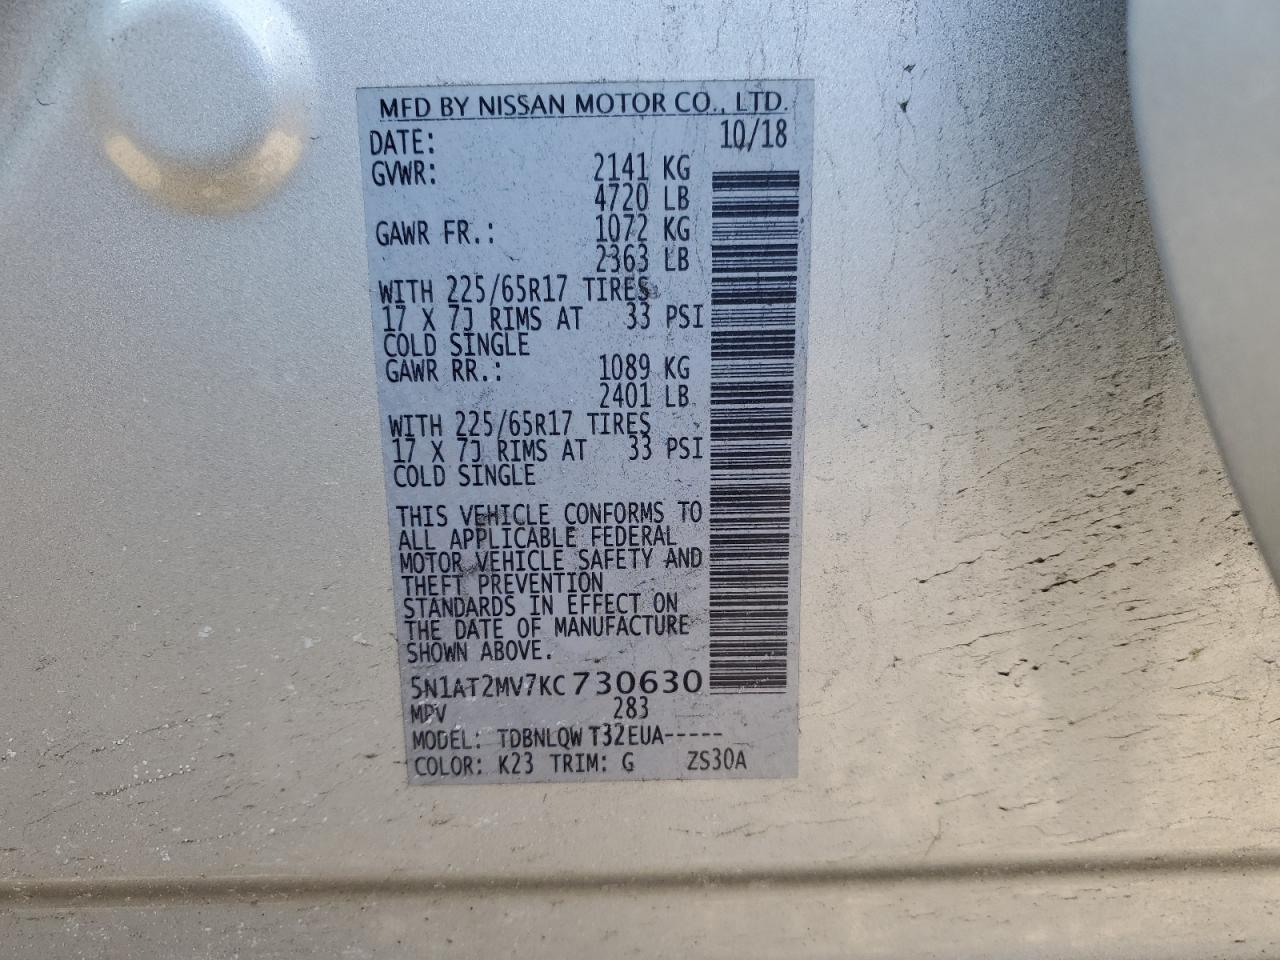 MFD BY NISSAN MOTOR CO., LTD.
DATE: 10/18
GVWR: 2141 KG
4720 LB
GAWR FR.: 1072 KG
2363 LB
WITH 225/65R17 TIRES
17 X 7J RIMS AT 33 PSI
COLD SINGLE
GAWR RR.: 1089 KG
2401 LB
WITH 225/65R17 TIRES
17 X 7J RIMS AT 33 PSI
COLD SINGLE
THIS VEHICLE CONFORMS TO
ALL APPLICABLE FEDERAL
MOTOR VEHICLE SAFETY AND
THEFT PREVENTION
STANDARDS IN EFFECT ON
THE DATE OF MANUFACTURE
SHOWN ABOVE.
5N1AT2MV7KC730630
MPV 283
MODEL: TDBNLQW T32EUA-----
COLOR: K23 TRIM: G ZS30A